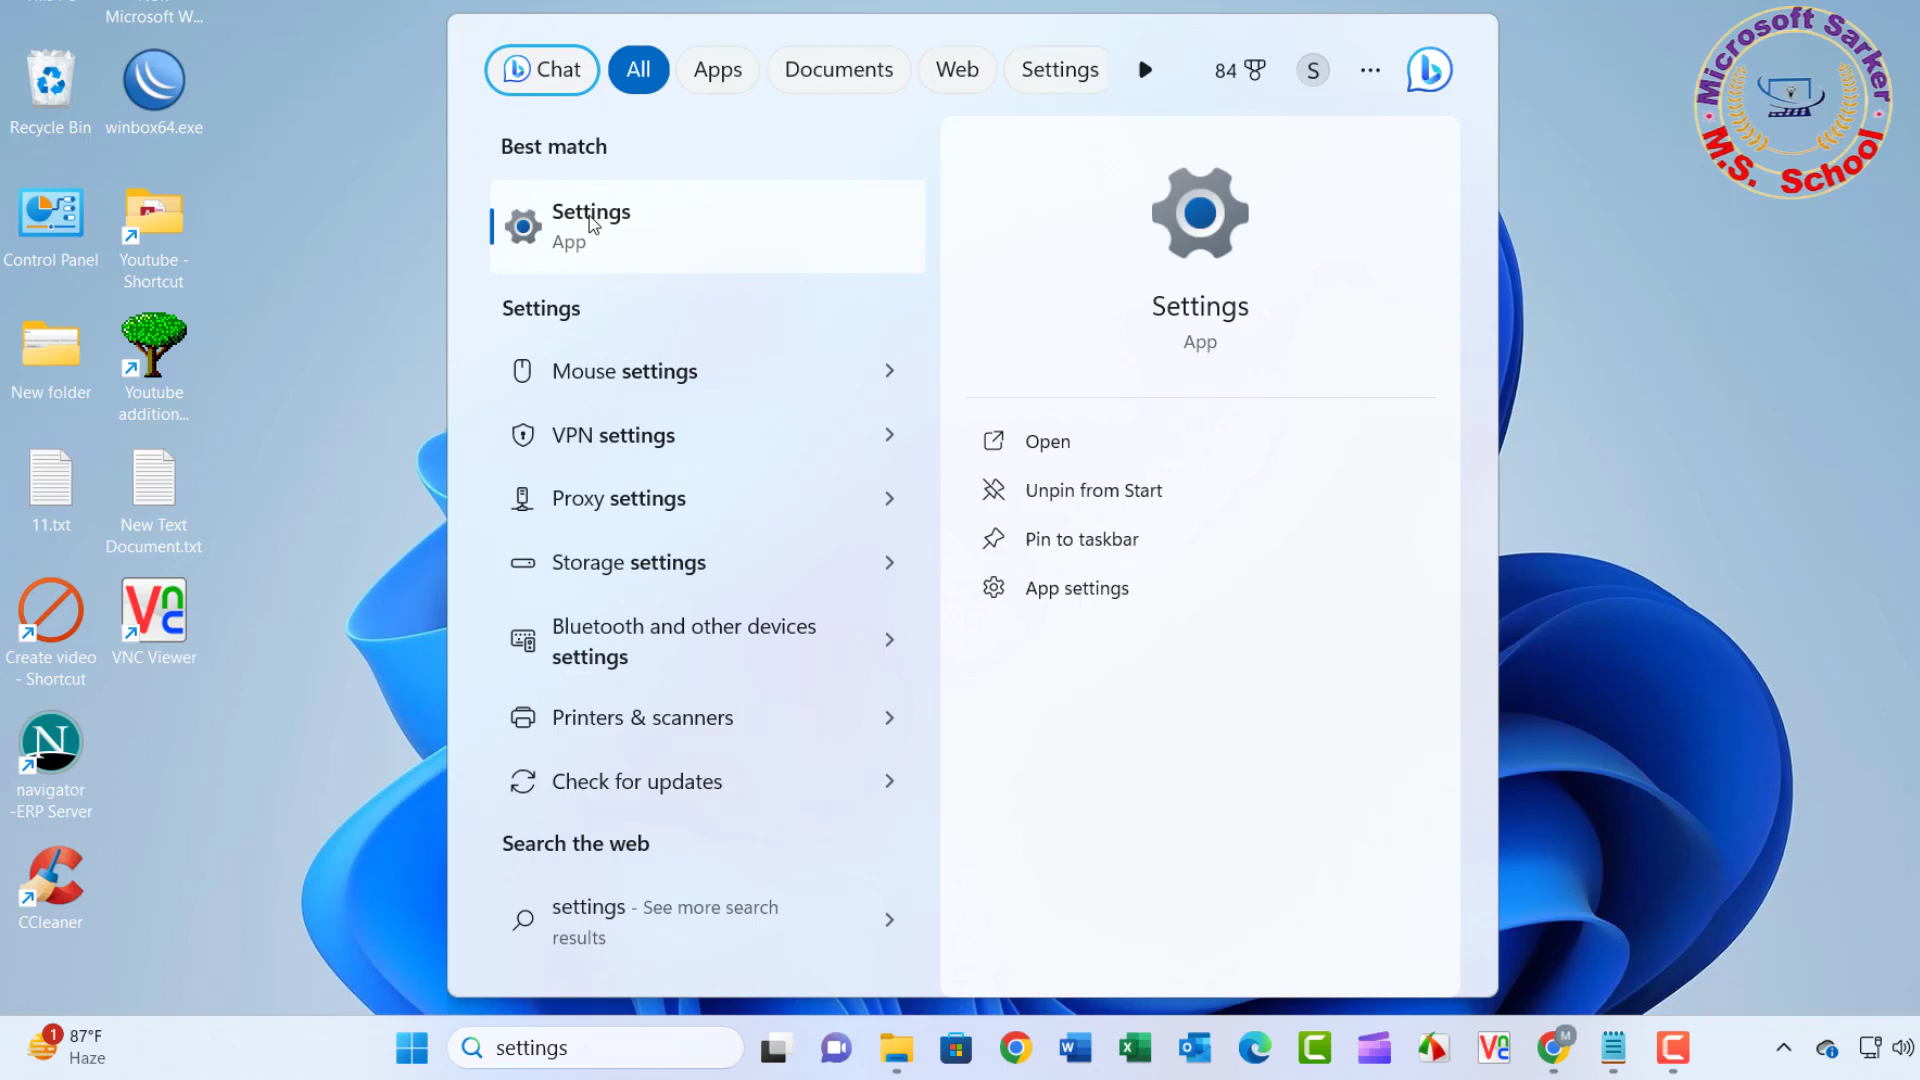 Microsoft W...
Recycle Bin
winbox64.exe
Control Panel
Youtube -
Shortcut
New folder
Youtube
addition...
11.txt
New Text
Document.txt
Create video
- Shortcut
VNC Viewer
navigator
-ERP Server
CCleaner
Chat
All
Apps
Documents
Web
Settings
84
S
Best match
Settings
App
Settings
Mouse settings
VPN settings
Proxy settings
Storage settings
Bluetooth and other devices
settings
Printers & scanners
Check for updates
Search the web
settings - See more search
results
Settings
App
Open
Unpin from Start
Pin to taskbar
App settings
Microsoft Sarker
M.S. School
1
87°F
Haze
settings
M